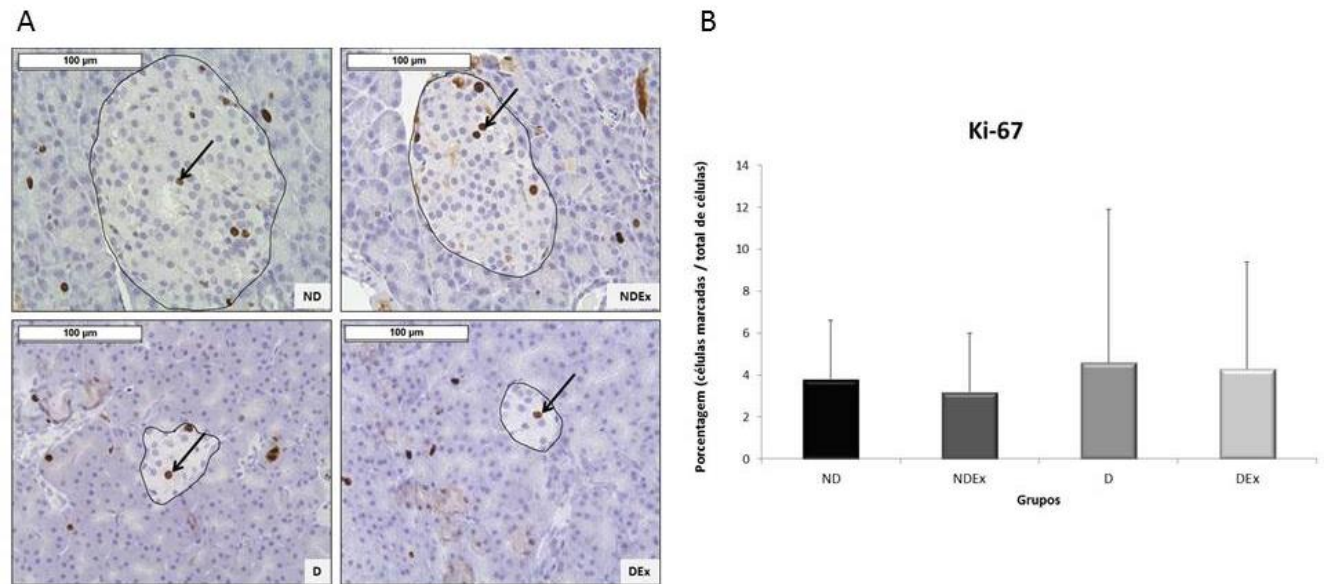 A
100 µm
ND
100 µm
NDEx
100 µm
D
100 µm
DEx
B
Ki-67
Porcentagem (células marcadas / total de células)
14
12
10
8
6
4
2
0
ND NDEx D DEx
Grupos